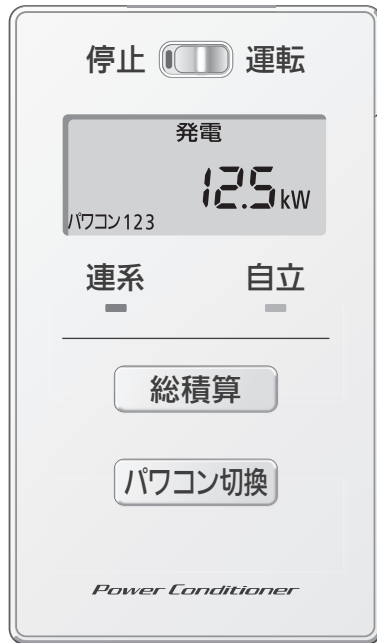 停止 運転
発電
12.5kW
パワコン123
連系 自立
総積算
パワコン切換
Power Conditioner